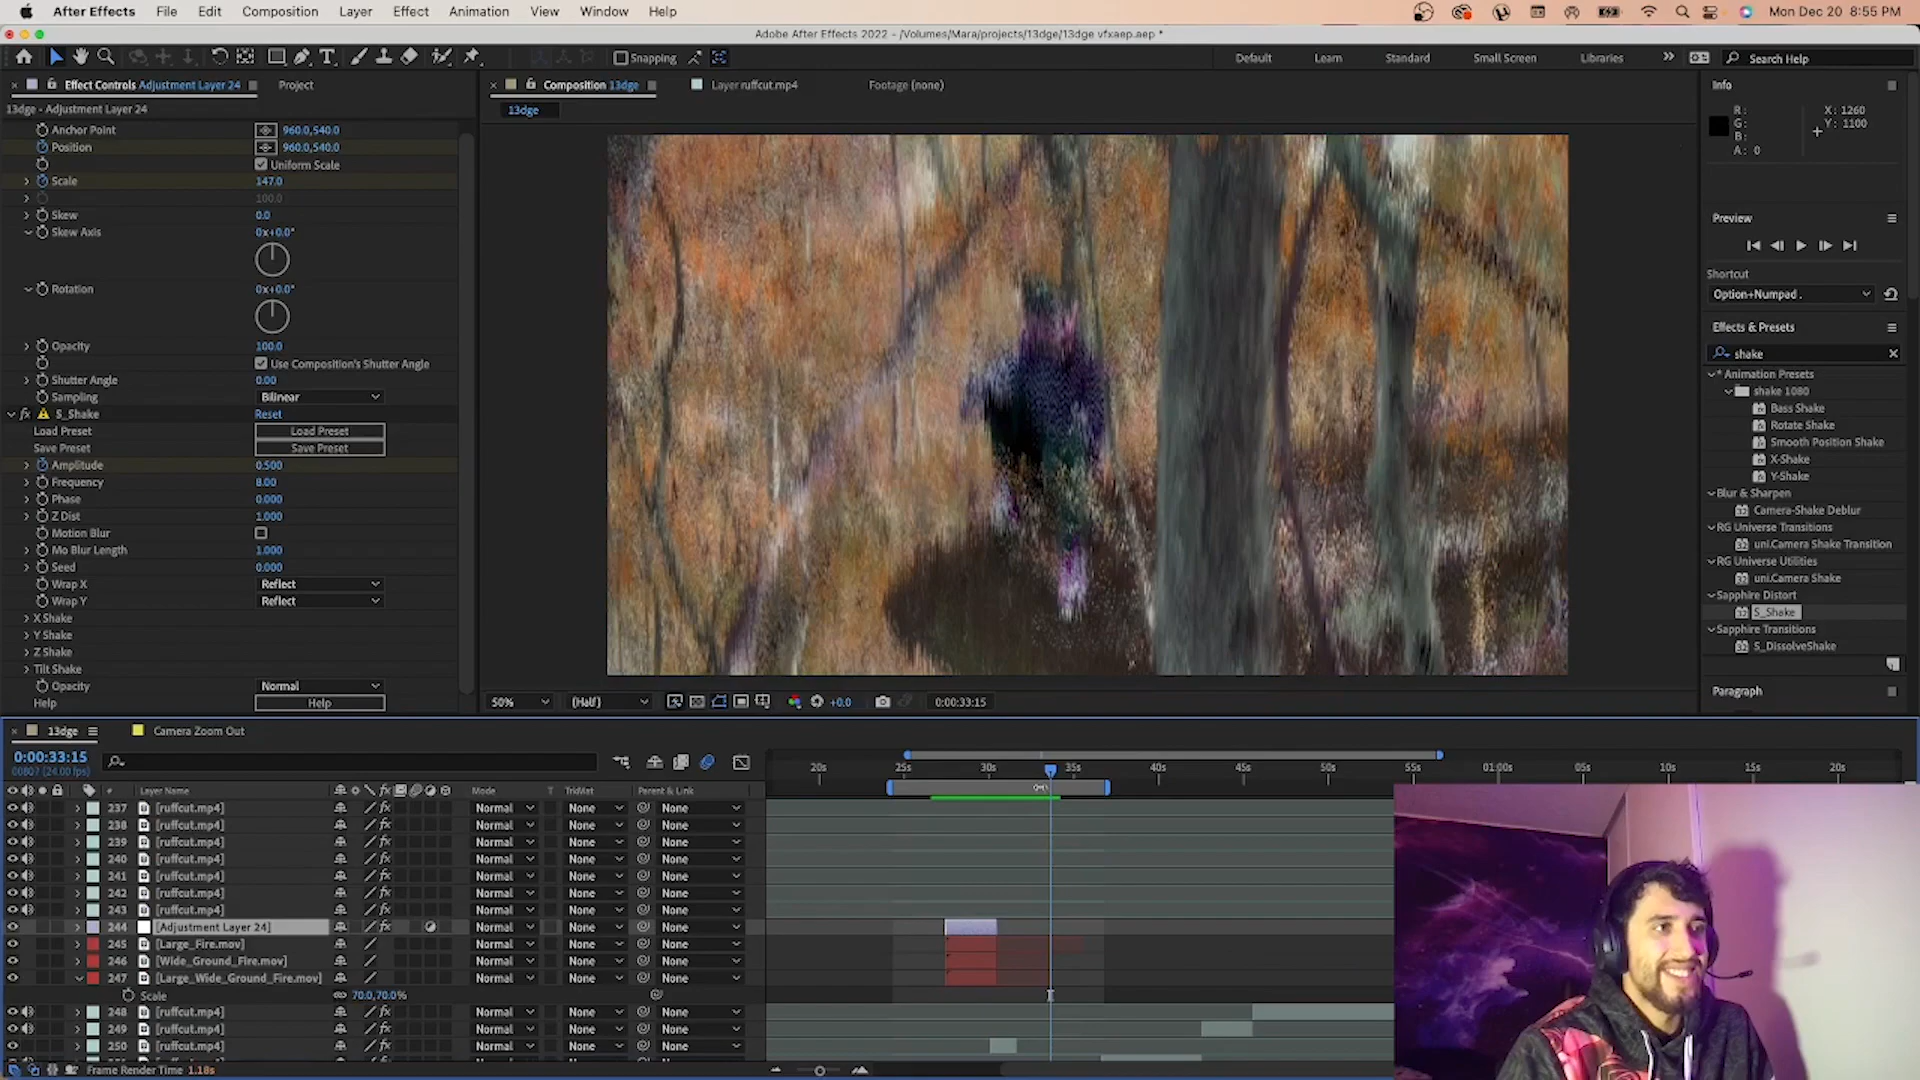 After Effects File Edit Composition Layer Effect Animation View Window Help Mon Dec 20 8:55 PM
Adobe After Effects 2022 - /Volumes/Mara/projects/13dge/13dge vfxaep.aep *
Snapping Default Learn Standard Small Screen Libraries Search Help
Effect Controls Adjustment Layer 24 Project
13dge - Adjustment Layer 24
Anchor Point 960.0,540.0
Position 960.0,540.0
Uniform Scale
Scale 147.0
100.0
Skew 0.0
Skew Axis 0x+0.0°
Rotation 0x+0.0°
Opacity 100.0
Use Composition's Shutter Angle
Shutter Angle 0.00
Sampling Bilinear
fx S_Shake Reset
Load Preset Load Preset
Save Preset Save Preset
Amplitude 0.500
Frequency 8.00
Phase 0.000
Z Dist 1.000
Motion Blur
Mo Blur Length 1.000
Seed 0.000
Wrap X Reflect
Wrap Y Reflect
X Shake
Y Shake
Z Shake
Tilt Shake
Opacity Normal
Help Help
Composition 13dge Layer ruffcut.mp4 Footage (none)
13dge
50% (Half) +0.0 0:00:33:15
Info
R: X: 1260
G: Y: 1100
B:
A: 0
Preview
Shortcut
Option+Numpad .
Effects & Presets
shake
* Animation Presets
shake 1080
Bass Shake
Rotate Shake
Smooth Position Shake
X-Shake
Y-Shake
Blur & Sharpen
Camera-Shake Deblur
RG Universe Transitions
uni.Camera Shake Transition
RG Universe Utilities
uni.Camera Shake
Sapphire Distort
S_Shake
Sapphire Transitions
S_DissolveShake
Paragraph
13dge Camera Zoom Out
0:00:33:15
00807 (24.00 fps)
20s 25s 30s 35s 40s 45s 50s 55s 01:00s 05s 10s 15s 20s
# Layer Name fx Mode T TrkMat Parent & Link
237 [ruffcut.mp4] fx Normal None None
238 [ruffcut.mp4] fx Normal None None
239 [ruffcut.mp4] fx Normal None None
240 [ruffcut.mp4] fx Normal None None
241 [ruffcut.mp4] fx Normal None None
242 [ruffcut.mp4] fx Normal None None
243 [ruffcut.mp4] fx Normal None None
244 [Adjustment Layer 24] fx Normal None None
245 [Large_Fire.mov] Normal None None
246 [Wide_Ground_Fire.mov] Normal None None
247 [Large_Wide_Ground_Fire.mov] Normal None None
Scale 70.0,70.0%
248 [ruffcut.mp4] fx Normal None None
249 [ruffcut.mp4] fx Normal None None
250 [ruffcut.mp4] fx Normal None None
Frame Render Time 1.18s